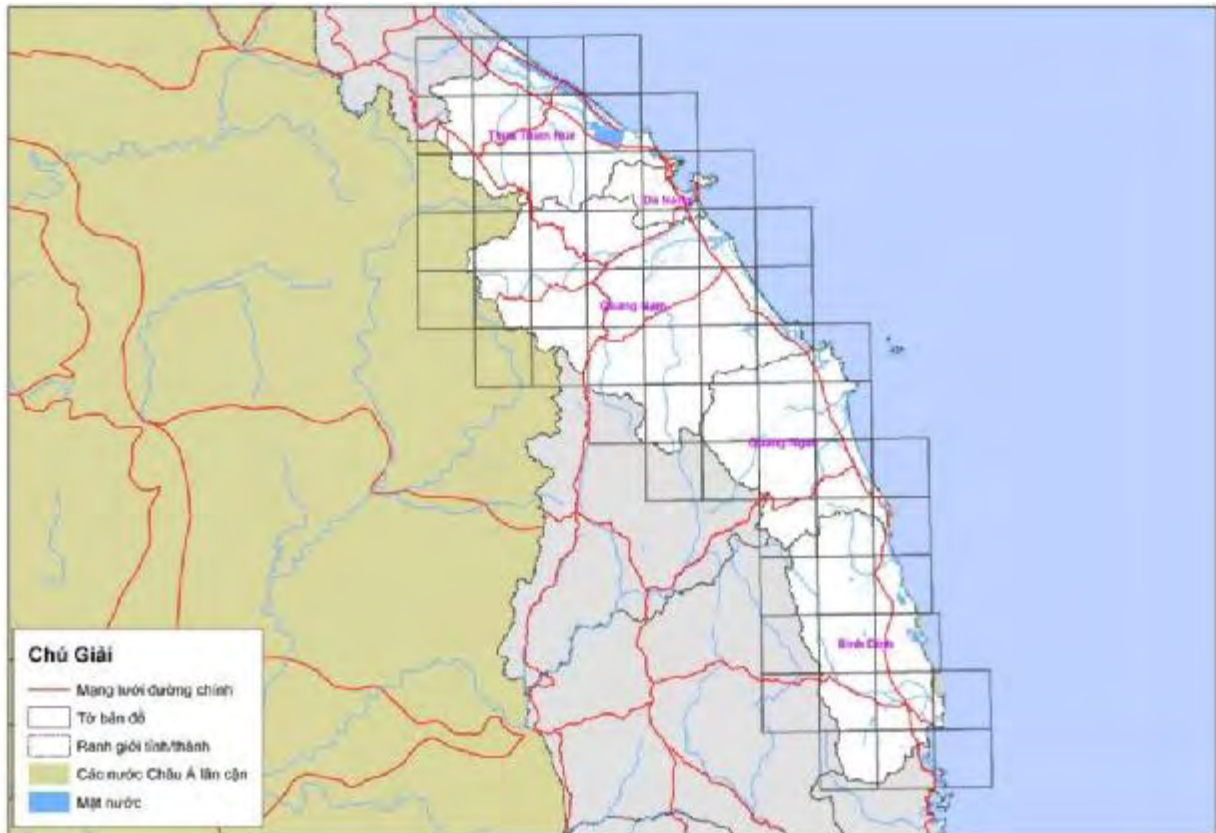 Thừa Thiên Huế
Đà Nẵng
Quảng Nam
Quảng Ngãi
Bình Định
Chú Giải
Mạng lưới đường chính
Tờ bản đồ
Ranh giới tỉnh/thành
Các nước Châu Á lân cận
Mặt nước